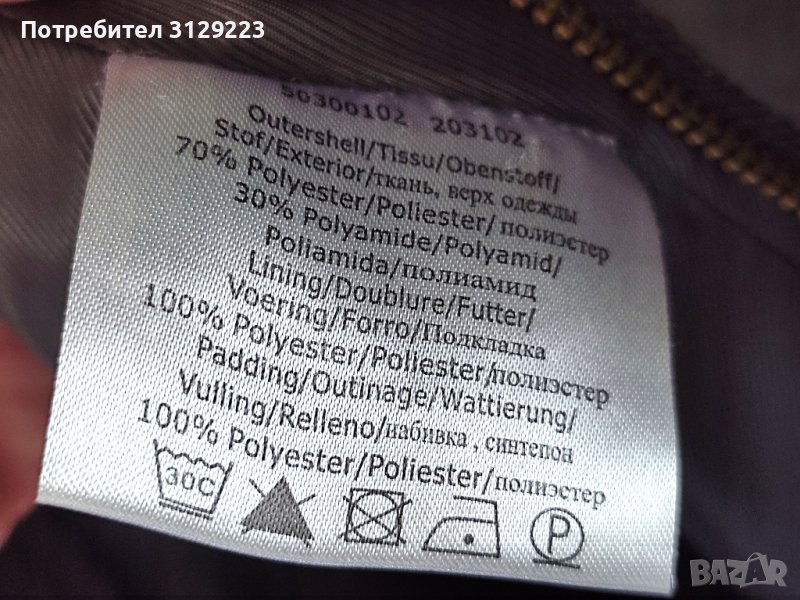 Потребител 3129223
50300102 203102
Outershell/Tissu/Obenstoff/
Stof/Exterior/ткань, верх одежды
70% Polyester/Poliester/полиэстер
30% Polyamide/Polyamid/
Poliamida/полиамид
Lining/Doublure/Futter/
Voering/Forro/Подкладка
100% Polyester/Poliester/полиэстер
Padding/Outinage/Wattierung/
Vulling/Relleno/набивка , синтепон
100% Polyester/Poliester/полиэстер
30C P
BAZAR